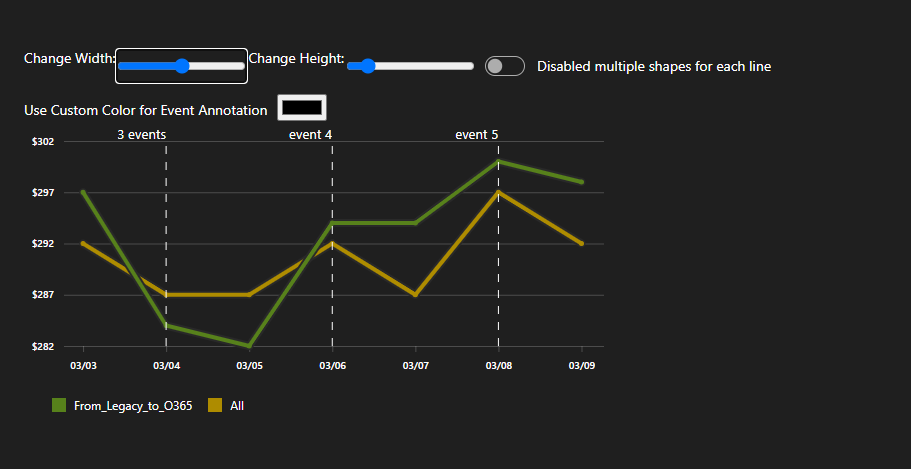 Change Width: Change Height: Disabled multiple shapes for each line
Use Custom Color for Event Annotation
3 events event 4 event 5
$302
$297
$292
$287
$282
03/03 03/04 03/05 03/06 03/07 03/08 03/09
From_Legacy_to_O365 All